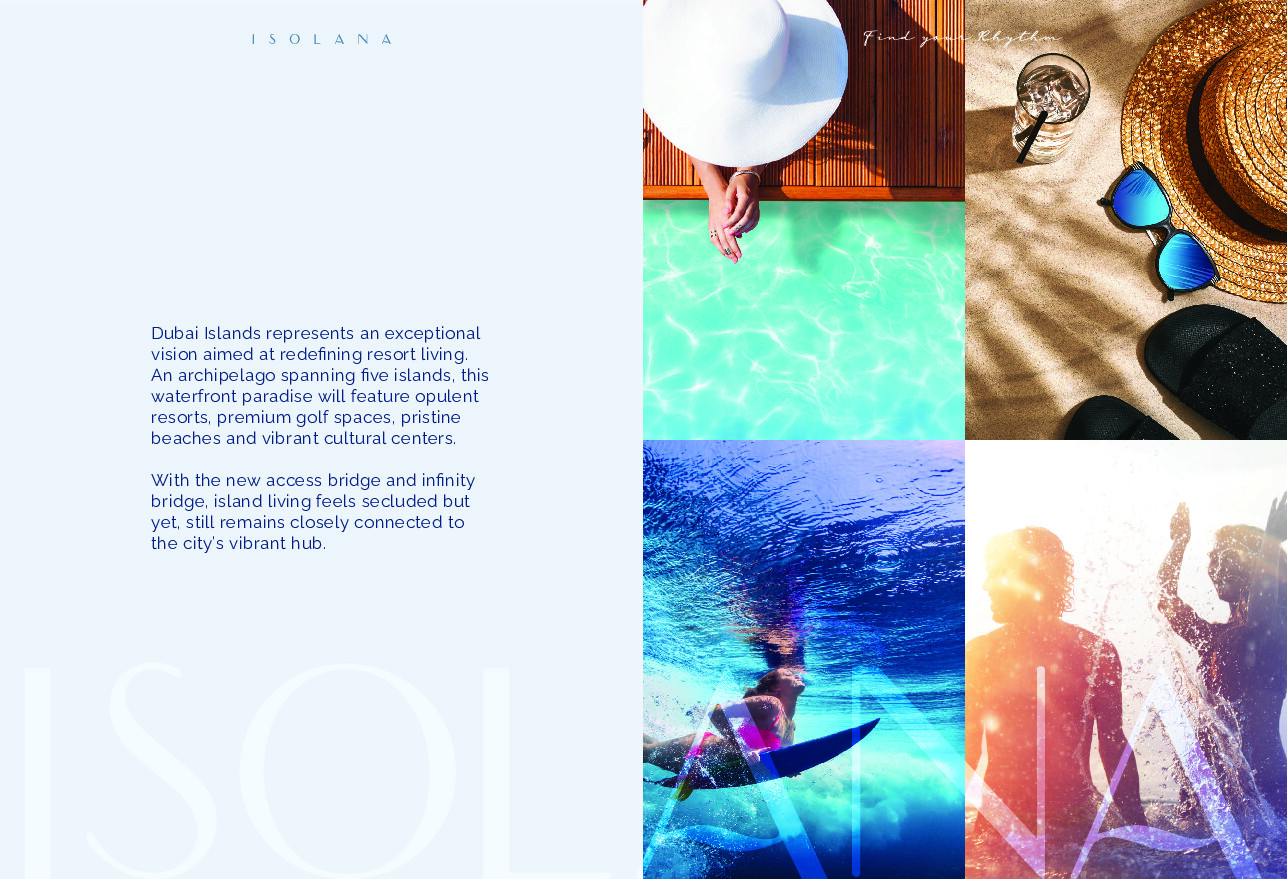 ISOLANA
Find your Rhythm
Dubai Islands represents an exceptional
vision aimed at redefining resort living.
An archipelago spanning five islands, this
waterfront paradise will feature opulent
resorts, premium golf spaces, pristine
beaches and vibrant cultural centers.
With the new access bridge and infinity
bridge, island living feels secluded but
yet, still remains closely connected to
the city's vibrant hub.
ISOLANA